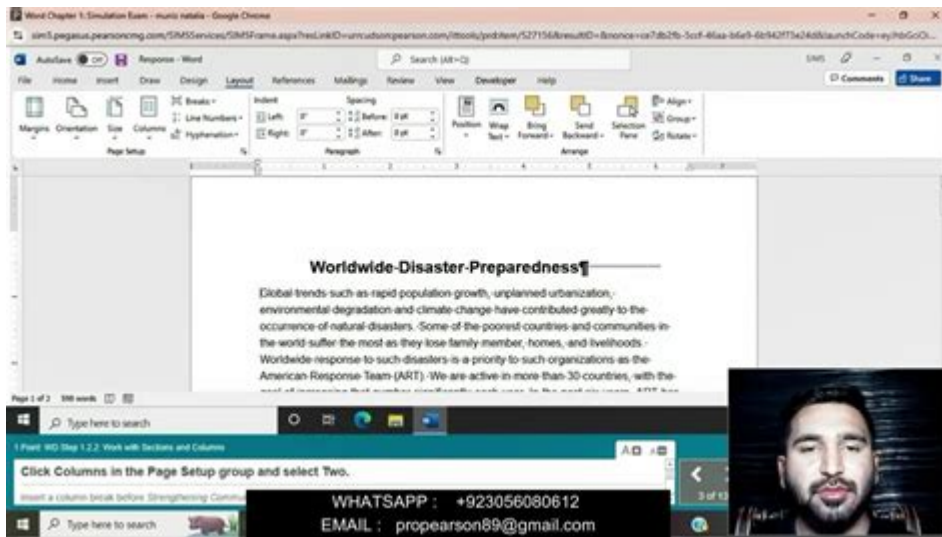 Word Chapter 1: Simulation Exam - muniz natalia - Google Chrome
AutoSave Off Response - Word Search (Alt+Q) SIMS
File Home Insert Draw Design Layout References Mailings Review View Developer Help Comments Share
Margins Orientation Size Columns
Breaks
Line Numbers
Hyphenation
Page Setup
Indent Spacing
Left: 0" Before: 0 pt
Right: 0" After: 0 pt
Paragraph
Position Wrap Text Bring Forward Send Backward Selection Pane
Align
Group
Rotate
Arrange
Worldwide·Disaster·Preparedness¶
Global·trends·such·as·rapid·population·growth,·unplanned·urbanization,·
environmental·degradation·and·climate·change·have·contributed·greatly·to·the·
occurrence·of·natural·disasters.·Some·of·the·poorest·countries·and·communities·in·
the·world·suffer·the·most·as·they·lose·family·member,·homes,·and·livelihoods.·
Worldwide·response·to·such·disasters·is·a·priority·to·such·organizations·as·the·
American·Response·Team·(ART).·We·are·active·in·more·than·30·countries,·with·the·
Page 1 of 2 598 words
Type here to search
1 Point: WD Step 1.2.2: Work with Sections and Columns
Click Columns in the Page Setup group and select Two.
Insert a column break before Strengthening
3 of 13
Type here to search
WHATSAPP : +923056080612
EMAIL : propearson89@gmail.com